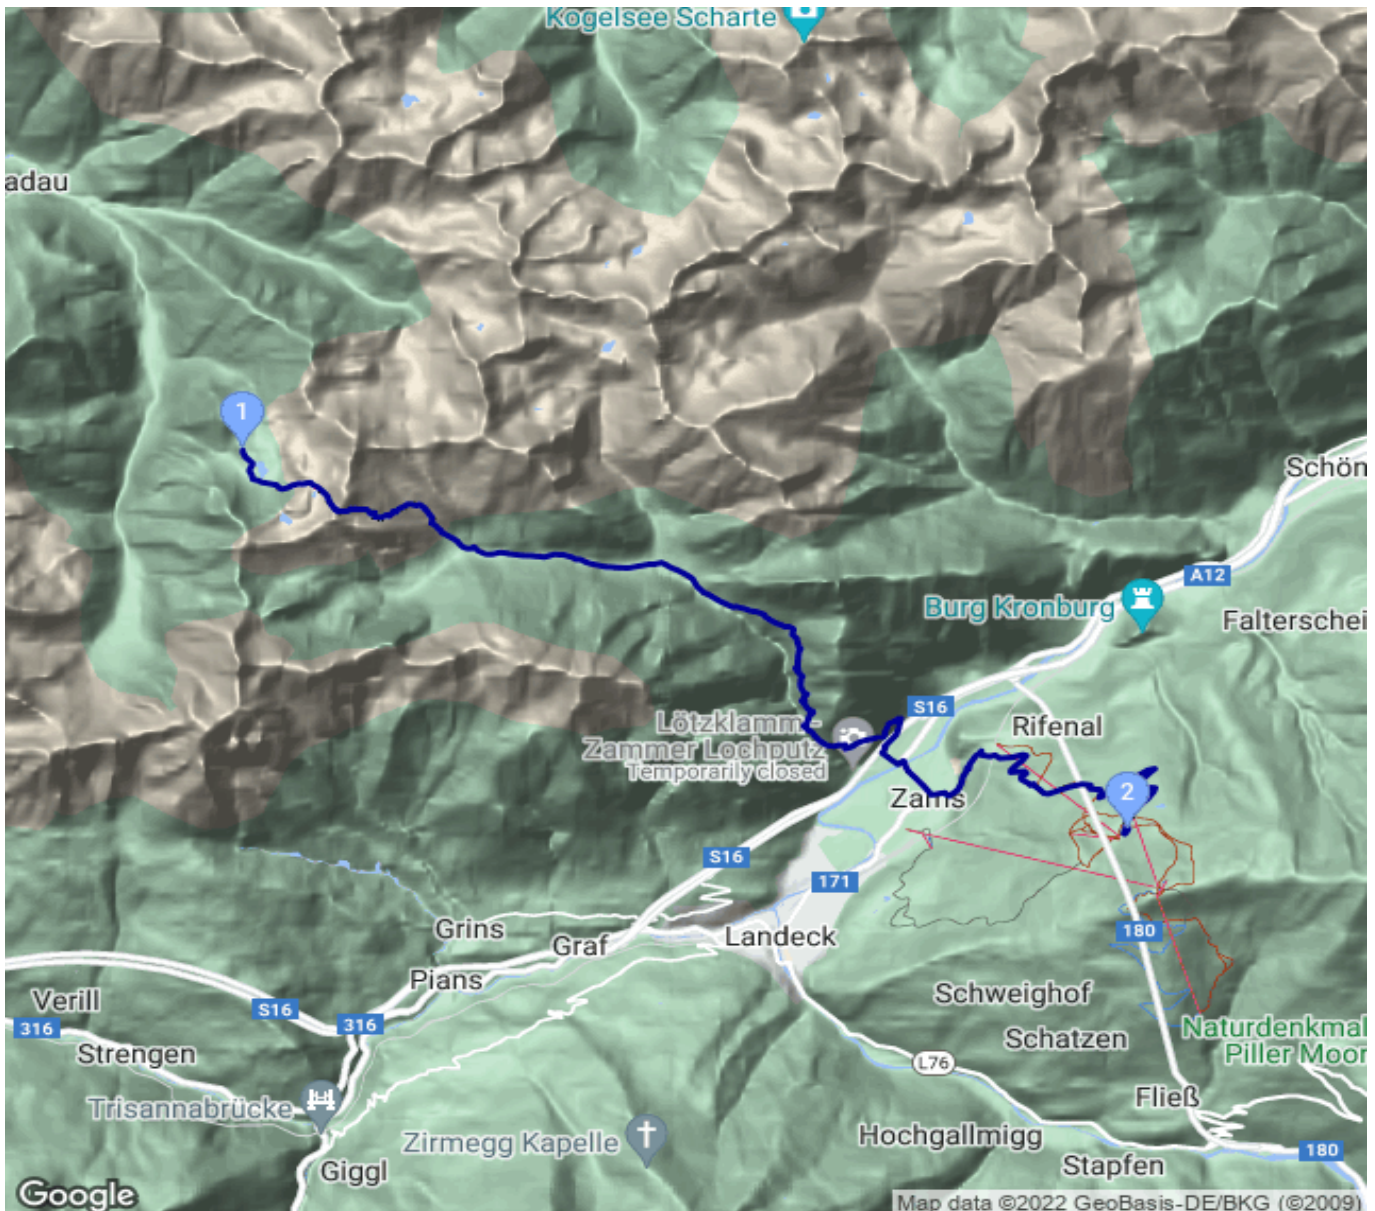 Kogelsee Scharte
adau
1
Schön
A12
Burg Kronburg
Falterschei
S16
Lötzklamm -
Zammer Lochputz
Temporarily closed
Rifenal
Zams
2
S16
171
180
Grins
Graf
Landeck
Pians
Verill
S16
316
316
Strengen
Schweighof
Schatzen
Naturdenkmal
Piller Moor
L76
Trisannabrücke
Fließ
Zirmegg Kapelle
Hochgallmigg
180
Giggl
Stapfen
Google
Map data ©2022 GeoBasis-DE/BKG (©2009)